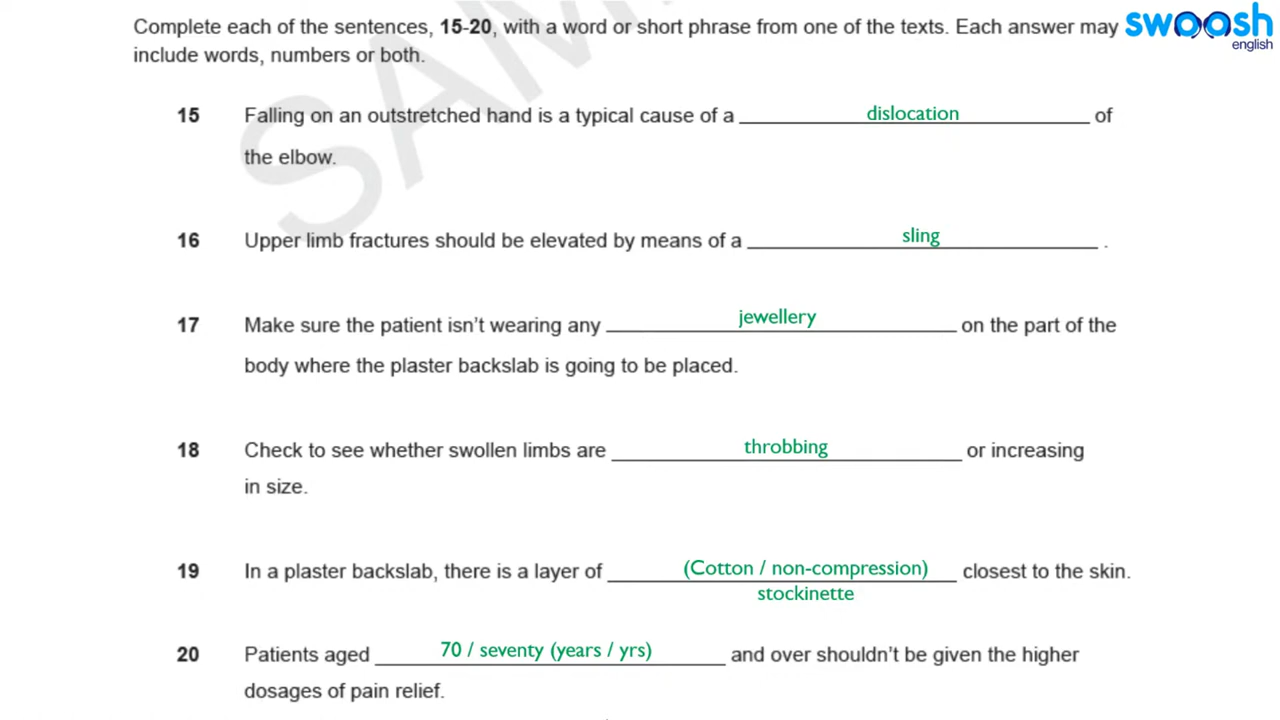 Complete each of the sentences, 15-20, with a word or short phrase from one of the texts. Each answer may
include words, numbers or both.
swoosh
english
15 Falling on an outstretched hand is a typical cause of a dislocation of
the elbow.
16 Upper limb fractures should be elevated by means of a sling .
17 Make sure the patient isn't wearing any jewellery on the part of the
body where the plaster backslab is going to be placed.
18 Check to see whether swollen limbs are throbbing or increasing
in size.
19 In a plaster backslab, there is a layer of (Cotton / non-compression) closest to the skin.
stockinette
20 Patients aged 70 / seventy (years / yrs) and over shouldn't be given the higher
dosages of pain relief.